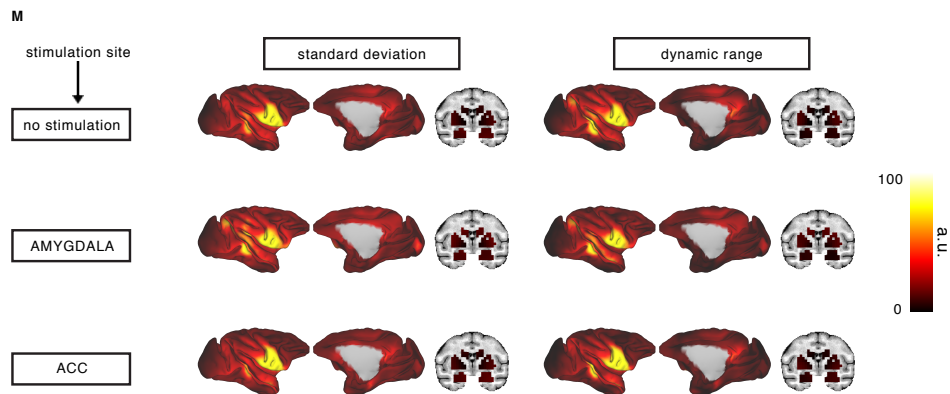 M
stimulation site
standard deviation
dynamic range
no stimulation
100
AMYGDALA
a.u.
0
ACC